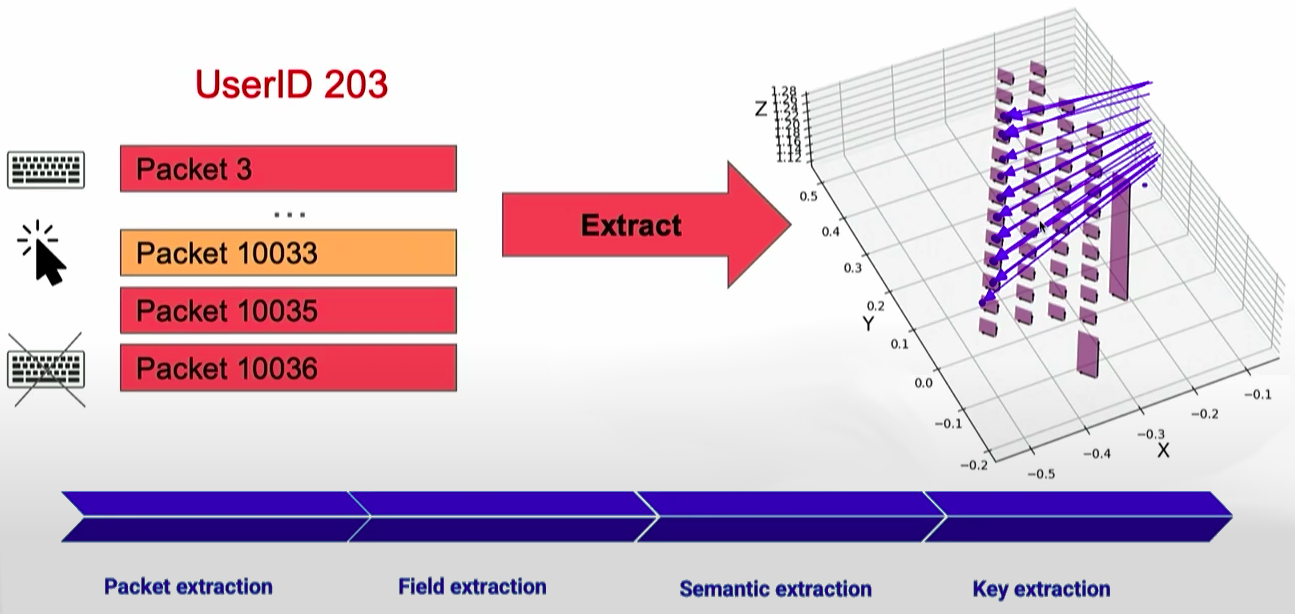 UserID 203
Packet 3
...
Packet 10033
Packet 10035
Packet 10036
Extract
Z
1.28
1.26
1.24
1.22
1.20
1.18
1.16
1.14
1.12
0.5
0.4
0.3
0.2
0.1
0.0
−0.1
−0.2
Y
−0.5
−0.4
−0.3
−0.2
−0.1
X
Packet extraction
Field extraction
Semantic extraction
Key extraction